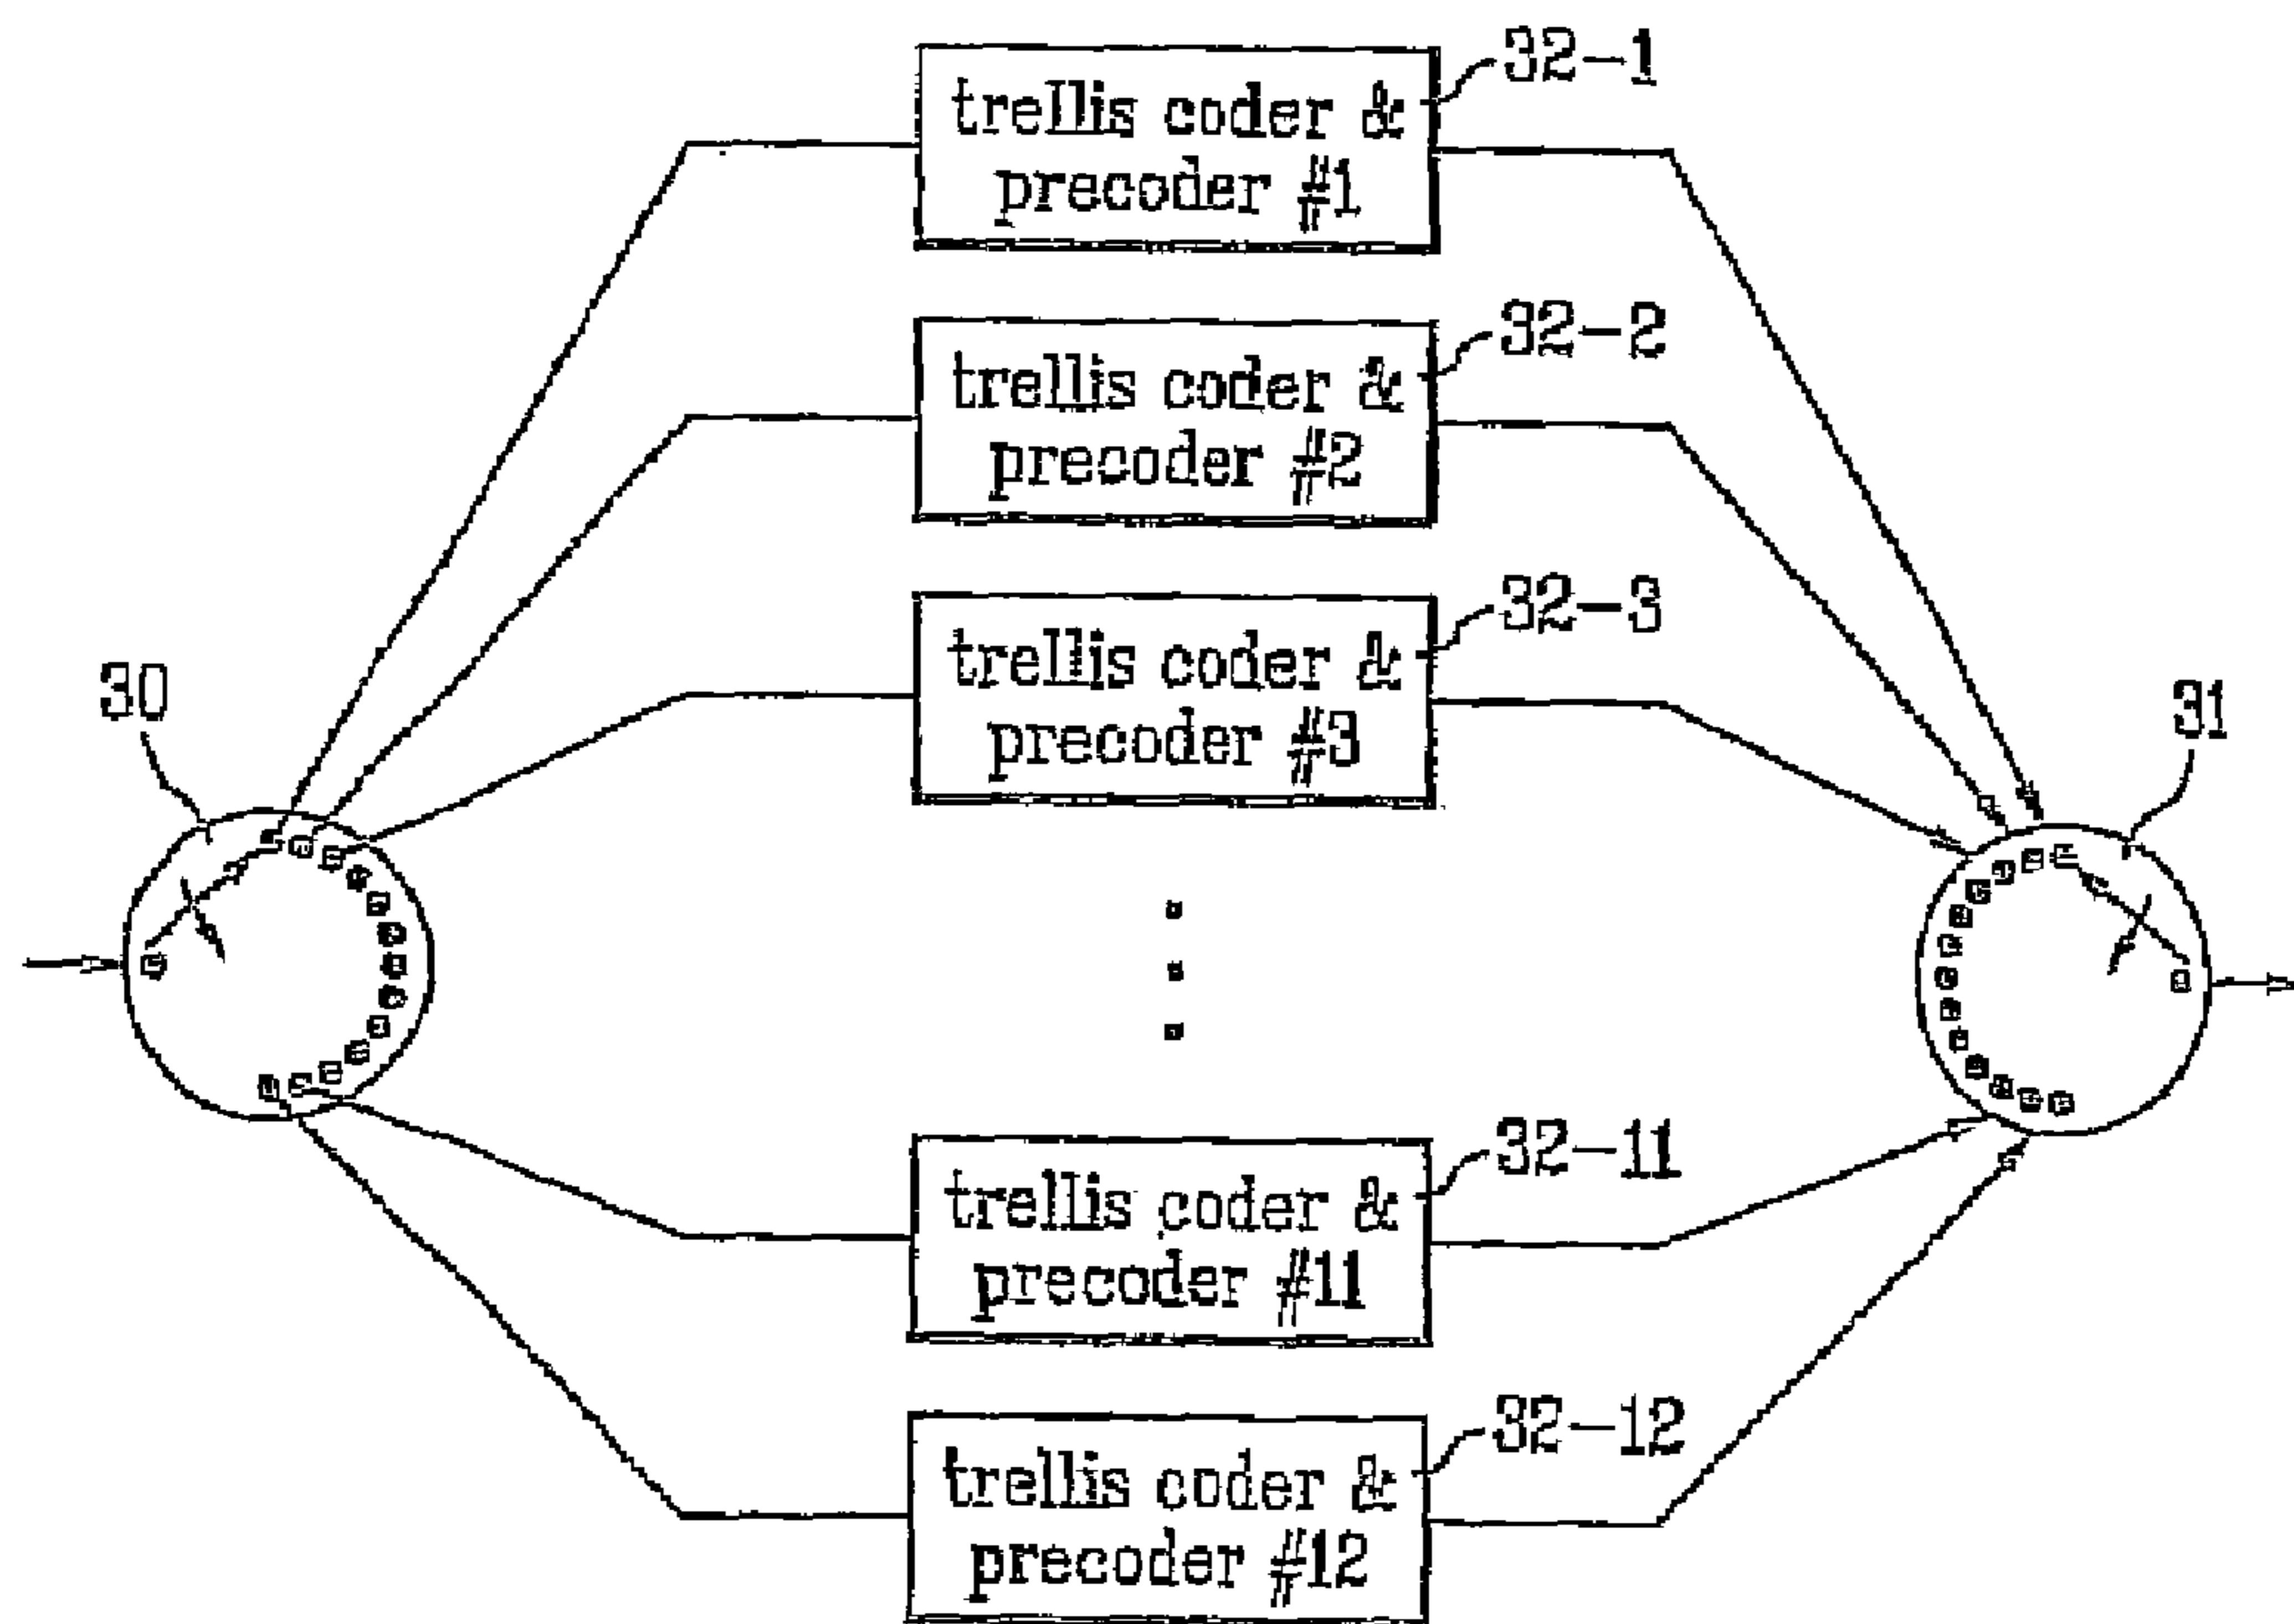 32-1
trellis coder &
precoder #1
32-2
trellis coder &
precoder #2
32-3
trellis coder &
precoder #3
30
31
32-11
trellis coder &
precoder #11
32-12
trellis coder &
precoder #12